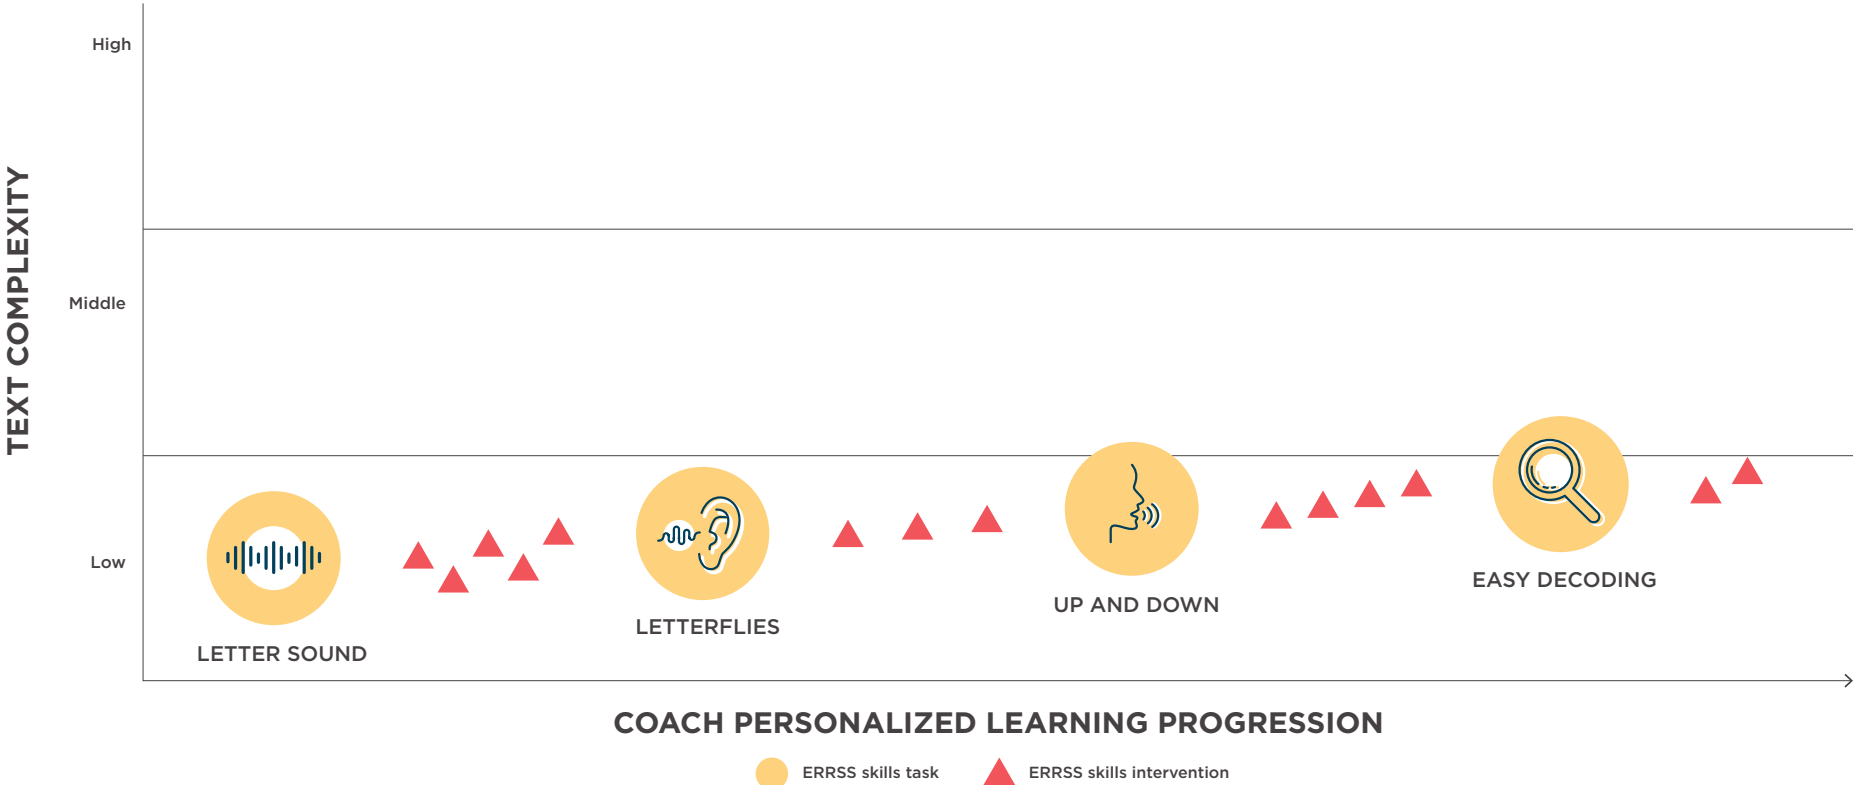 High
TEXT COMPLEXITY
Middle
Low
LETTER SOUND
LETTERFLIES
UP AND DOWN
EASY DECODING
COACH PERSONALIZED LEARNING PROGRESSION
ERRSS skills task
ERRSS skills intervention